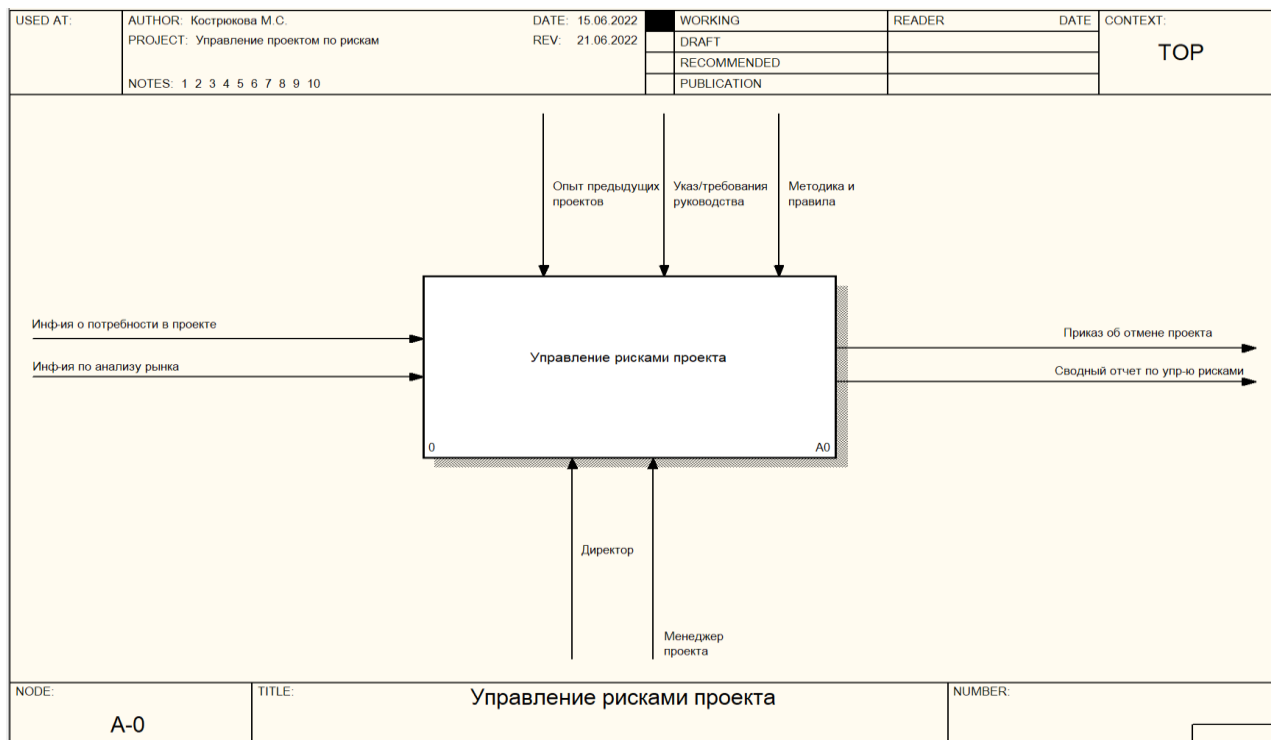 USED AT:
AUTHOR: Кострюкова М.С.
DATE: 15.06.2022
PROJECT: Управление проектом по рискам
REV: 21.06.2022
NOTES: 1 2 3 4 5 6 7 8 9 10
WORKING
DRAFT
RECOMMENDED
PUBLICATION
READER
DATE
CONTEXT:
TOP
Опыт предыдущих
проектов
Указ/требования
руководства
Методика и
правила
Инф-ия о потребности в проекте
Инф-ия по анализу рынка
Управление рисками проекта
0
A0
Приказ об отмене проекта
Сводный отчет по упр-ю рисками
Директор
Менеджер
проекта
NODE:
A-0
TITLE:
Управление рисками проекта
NUMBER: